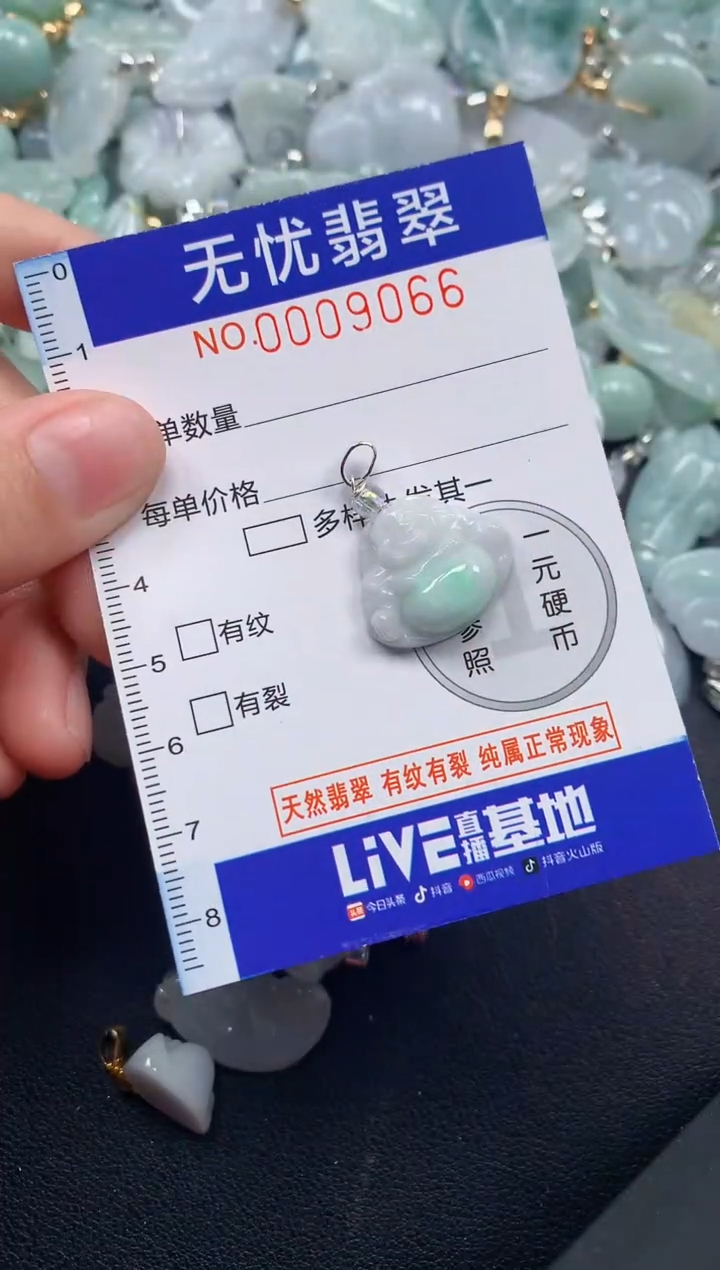 无忧翡翠
NO.0009066
0
1
单数量
每单价格
多样 发其一
4
有纹
5
有裂
6
一元硬币
参照
天然翡翠 有纹有裂 纯属正常现象
7
LiVE直播基地
今日头条 抖音 西瓜视频 抖音火山版
8